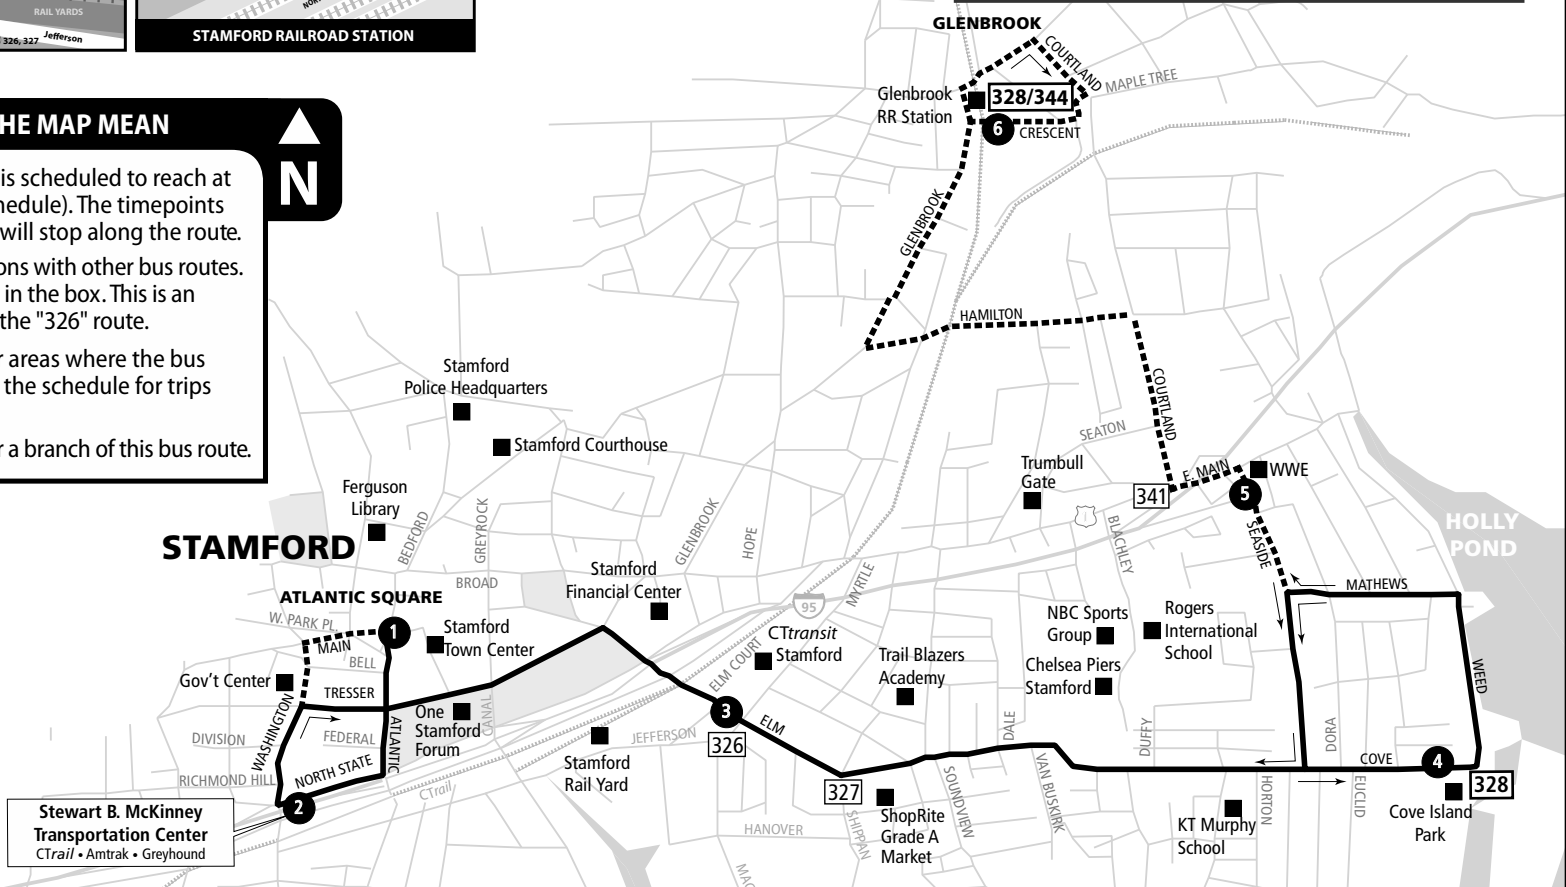 RAIL YARDS
326, 327
Jefferson
STAMFORD RAILROAD STATION
HE MAP MEAN
N
is scheduled to reach at
hedule). The timepoints
will stop along the route.
ons with other bus routes.
in the box. This is an
the "326" route.
r areas where the bus
the schedule for trips
r a branch of this bus route.
GLENBROOK
COURTLAND
MAPLE TREE
Glenbrook
RR Station
328/344
6
CRESCENT
GLENBROOK
HAMILTON
COURTLAND
SEATON
Stamford
Police Headquarters
Stamford Courthouse
Ferguson
Library
BEDFORD
GREYROCK
GLENBROOK
HOPE
STAMFORD
BROAD
Trumbull
Gate
341
E. MAIN
WWE
5
1
BLACHLEY
SEASIDE
HOLLY
POND
Stamford
Financial Center
MYRTLE
95
MATHEWS
ATLANTIC SQUARE
W. PARK PL.
MAIN
1
Stamford
Town Center
BELL
Gov't Center
TRESSER
WASHINGTON
One
Stamford
Forum
CANAL
ATLANTIC
DIVISION
FEDERAL
RICHMOND HILL
NORTH STATE
2
CTrail
Stewart B. McKinney
Transportation Center
CTrail • Amtrak • Greyhound
ELM COURT
CTtransit
Stamford
Trail Blazers
Academy
NBC Sports
Group
Rogers
International
School
Chelsea Piers
Stamford
WEED
3
326
ELM
JEFFERSON
Stamford
Rail Yard
DALE
DUFFY
DORA
COVE
4
328
327
ShopRite
Grade A
Market
HANOVER
SHIPPAN
SOUNDVIEW
VAN BUSKIRK
KT Murphy
School
HORTON
EUCLID
Cove Island
Park
MAG